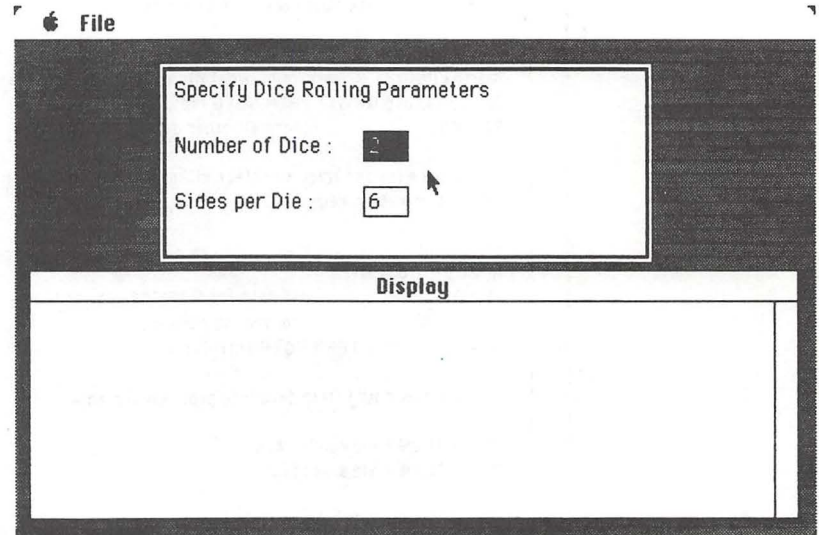 File
Specify Dice Rolling Parameters
Number of Dice : 2
Sides per Die : 6
Display